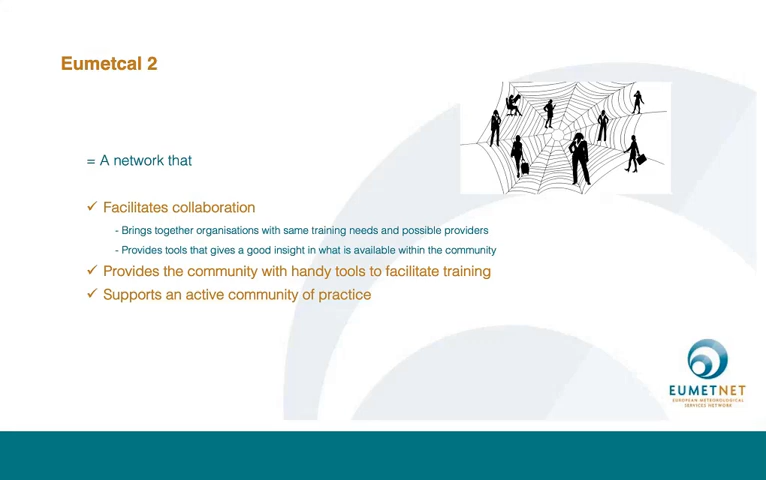 Eumetcal 2
= A network that
✓ Facilitates collaboration
- Brings together organisations with same training needs and possible providers
- Provides tools that gives a good insight in what is available within the community
✓ Provides the community with handy tools to facilitate training
✓ Supports an active community of practice
EUMETNET
EUROPEAN METEOROLOGICAL
SERVICES NETWORK